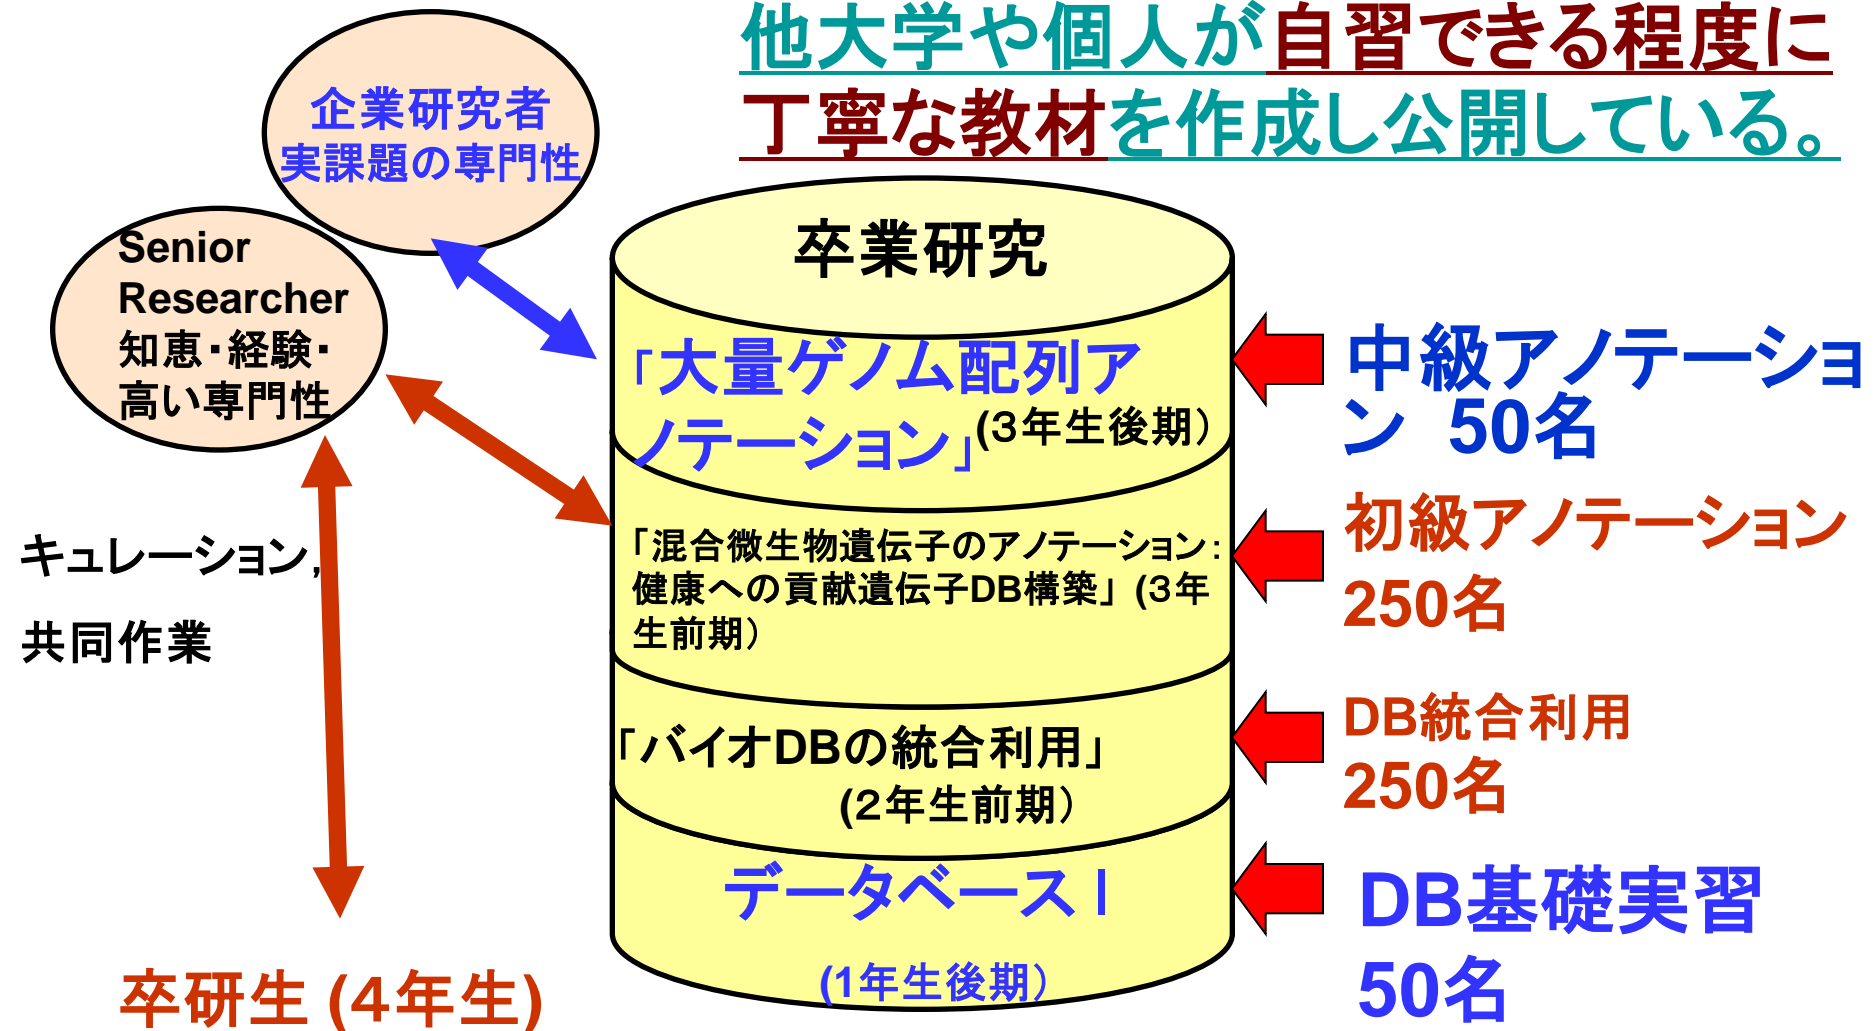 他大学や個人が自習できる程度に
丁寧な教材を作成し公開している。
企業研究者
実課題の専門性
Senior
Researcher
知恵・経験・
高い専門性
キュレーション,
共同作業
卒研生 (４年生)
卒業研究
「大量ゲノム配列ア
ノテーション」(３年生後期）
「混合微生物遺伝子のアノテーション：
健康への貢献遺伝子DB構築」 (３年
生前期）
「バイオDBの統合利用」
(２年生前期）
データベースⅠ
(1年生後期）
中級アノテーショ
ン 50名
初級アノテーション
250名
DB統合利用
250名
DB基礎実習
50名